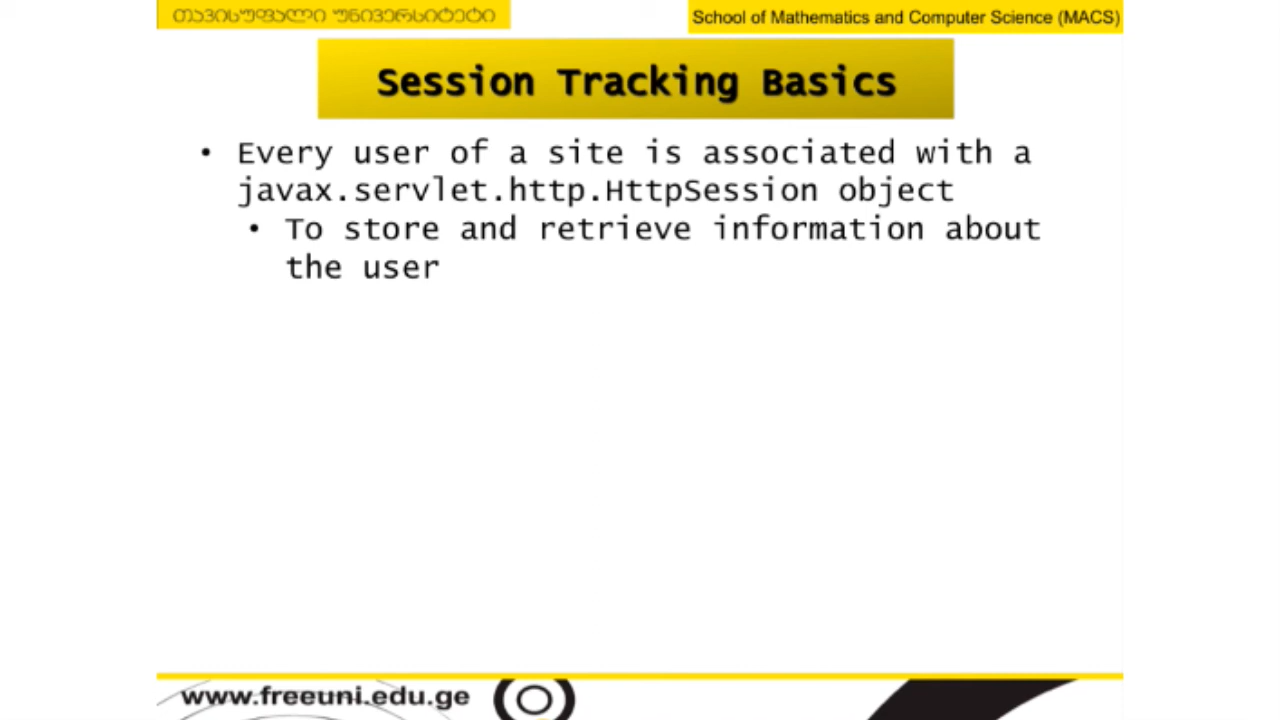 თავისუფალი უნივერსიტეტი
School of Mathematics and Computer Science (MACS)
Session Tracking Basics
• Every user of a site is associated with a
javax.servlet.http.HttpSession object
• To store and retrieve information about
the user
www.freeuni.edu.ge